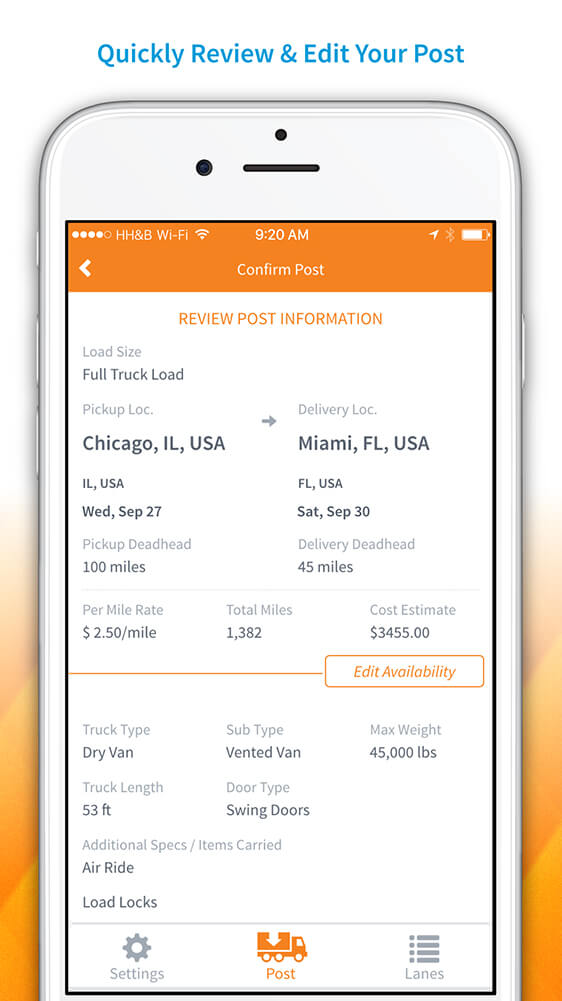 Quickly Review & Edit Your Post
HH&B Wi-Fi 9:20 AM
Confirm Post
REVIEW POST INFORMATION
Load Size
Full Truck Load
Pickup Loc. Delivery Loc.
Chicago, IL, USA Miami, FL, USA
IL, USA FL, USA
Wed, Sep 27 Sat, Sep 30
Pickup Deadhead Delivery Deadhead
100 miles 45 miles
Per Mile Rate Total Miles Cost Estimate
$ 2.50/mile 1,382 $3455.00
Edit Availability
Truck Type Sub Type Max Weight
Dry Van Vented Van 45,000 lbs
Truck Length Door Type
53 ft Swing Doors
Additional Specs / Items Carried
Air Ride
Load Locks
Settings Post Lanes